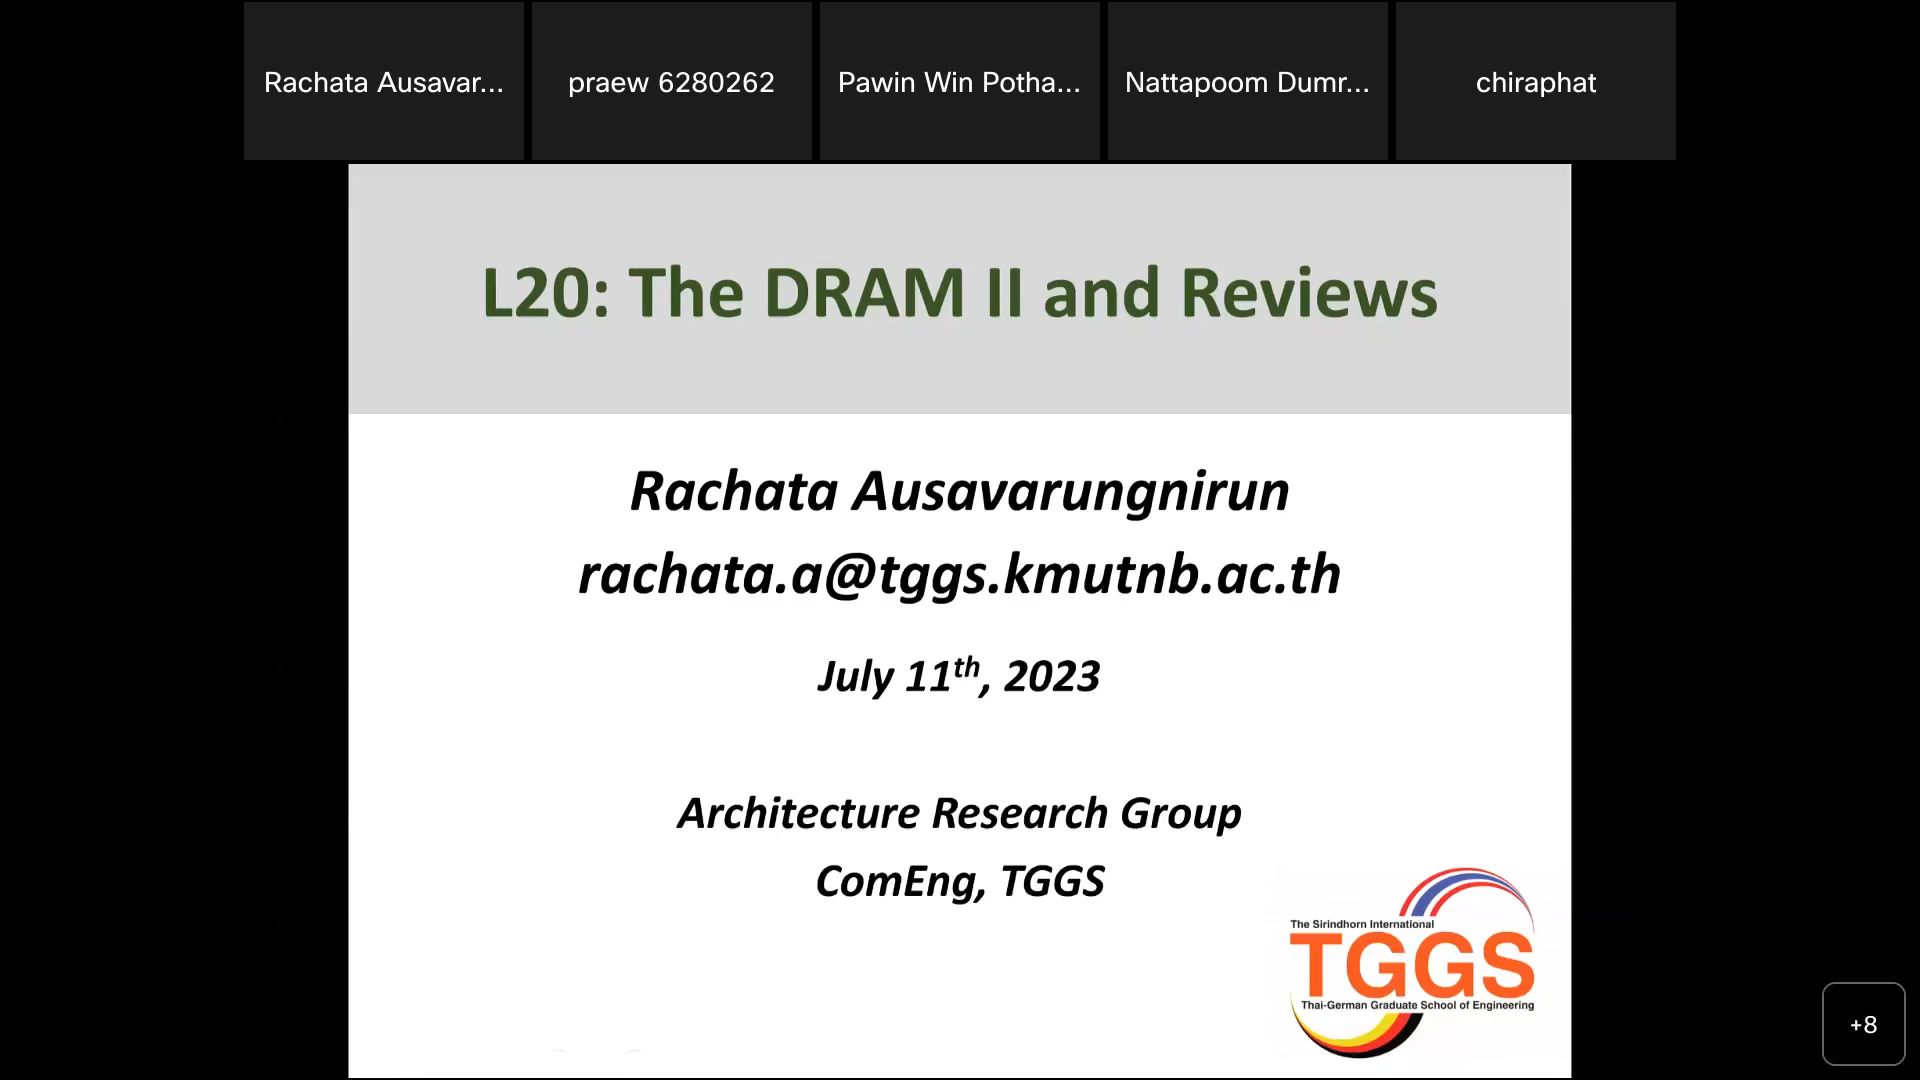 Rachata Ausavar...
praew 6280262
Pawin Win Potha...
Nattapoom Dumr...
chiraphat
L20: The DRAM II and Reviews
Rachata Ausavarungnirun
rachata.a@tggs.kmutnb.ac.th
July 11th, 2023
Architecture Research Group
ComEng, TGGS
The Sirindhorn International
TGGS
Thai-German Graduate School of Engineering
+8